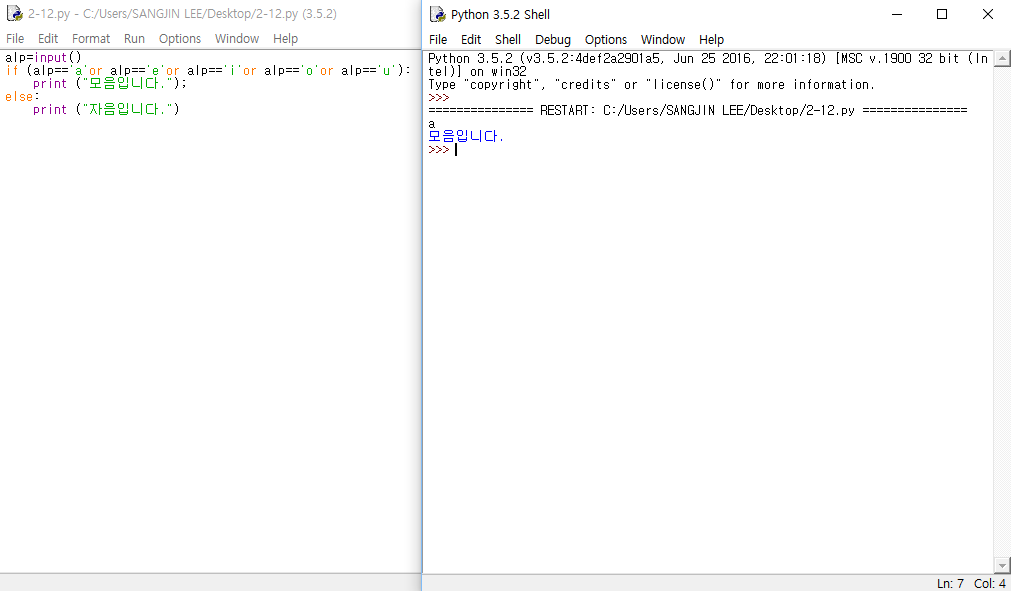 2-12.py - C:/Users/SANGJIN LEE/Desktop/2-12.py (3.5.2)
File Edit Format Run Options Window Help
alp=input()
if (alp=='a'or alp=='e'or alp=='i'or alp=='o'or alp=='u'):
    print ("모음입니다.");
else:
    print ("자음입니다.")
Python 3.5.2 Shell
File Edit Shell Debug Options Window Help
Python 3.5.2 (v3.5.2:4def2a2901a5, Jun 25 2016, 22:01:18) [MSC v.1900 32 bit (In
tel)] on win32
Type "copyright", "credits" or "license()" for more information.
>>>
=============== RESTART: C:/Users/SANGJIN LEE/Desktop/2-12.py ===============
a
모음입니다.
>>>
Ln: 7 Col: 4